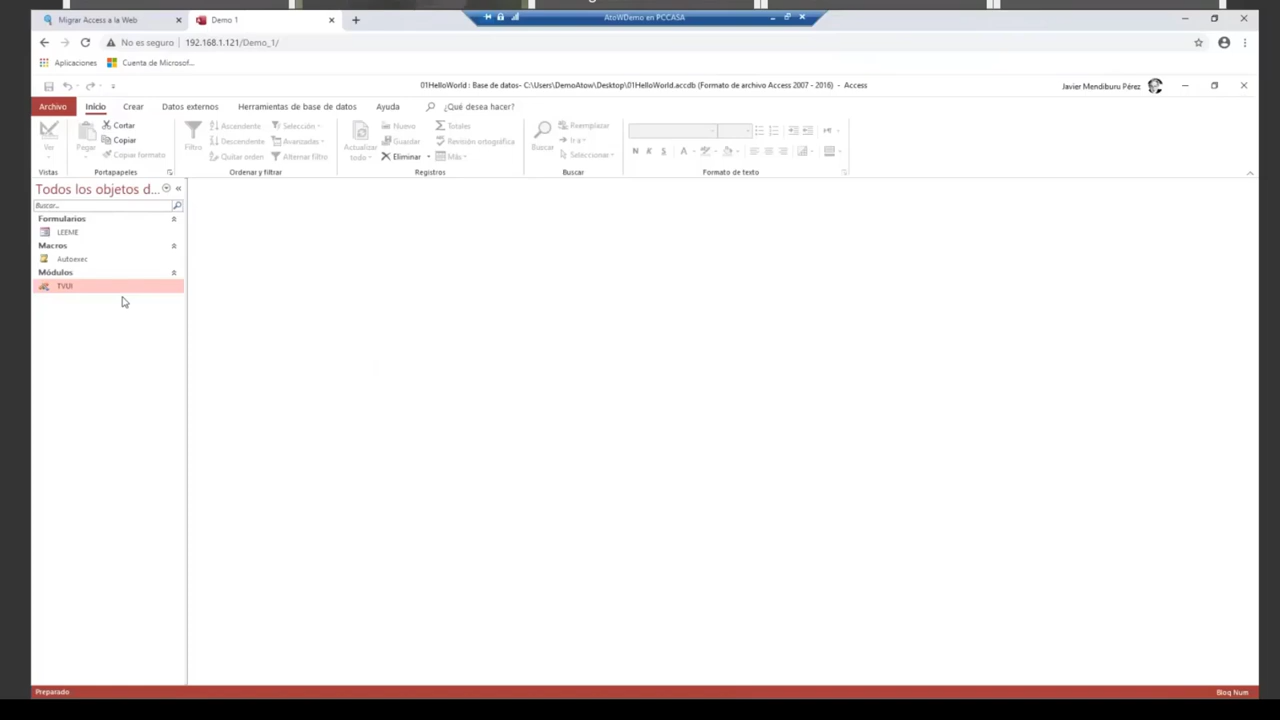 Migrar Access a la Web
Demo 1
AtoWDemo en PCCASA
No es seguro
192.168.1.121/Demo_1/
Aplicaciones
Cuenta de Microsof...
01HelloWorld : Base de datos- C:\Users\DemoAtow\Desktop\01HelloWorld.accdb (Formato de archivo Access 2007 - 2016) - Access
Javier Mendiburu Pérez
Archivo
Inicio
Crear
Datos externos
Herramientas de base de datos
Ayuda
¿Qué desea hacer?
Ver
Vistas
Pegar
Cortar
Copiar
Copiar formato
Portapapeles
Filtro
Ascendente
Descendente
Quitar orden
Selección
Avanzadas
Alternar filtro
Ordenar y filtrar
Actualizar
todo
Nuevo
Guardar
Eliminar
Totales
Revisión ortográfica
Más
Registros
Buscar
Reemplazar
Ir a
Seleccionar
Buscar
N K S
A
Formato de texto
Todos los objetos d...
Buscar...
Formularios
LEEME
Macros
Autoexec
Módulos
TVUI
Preparado
Bloq Num